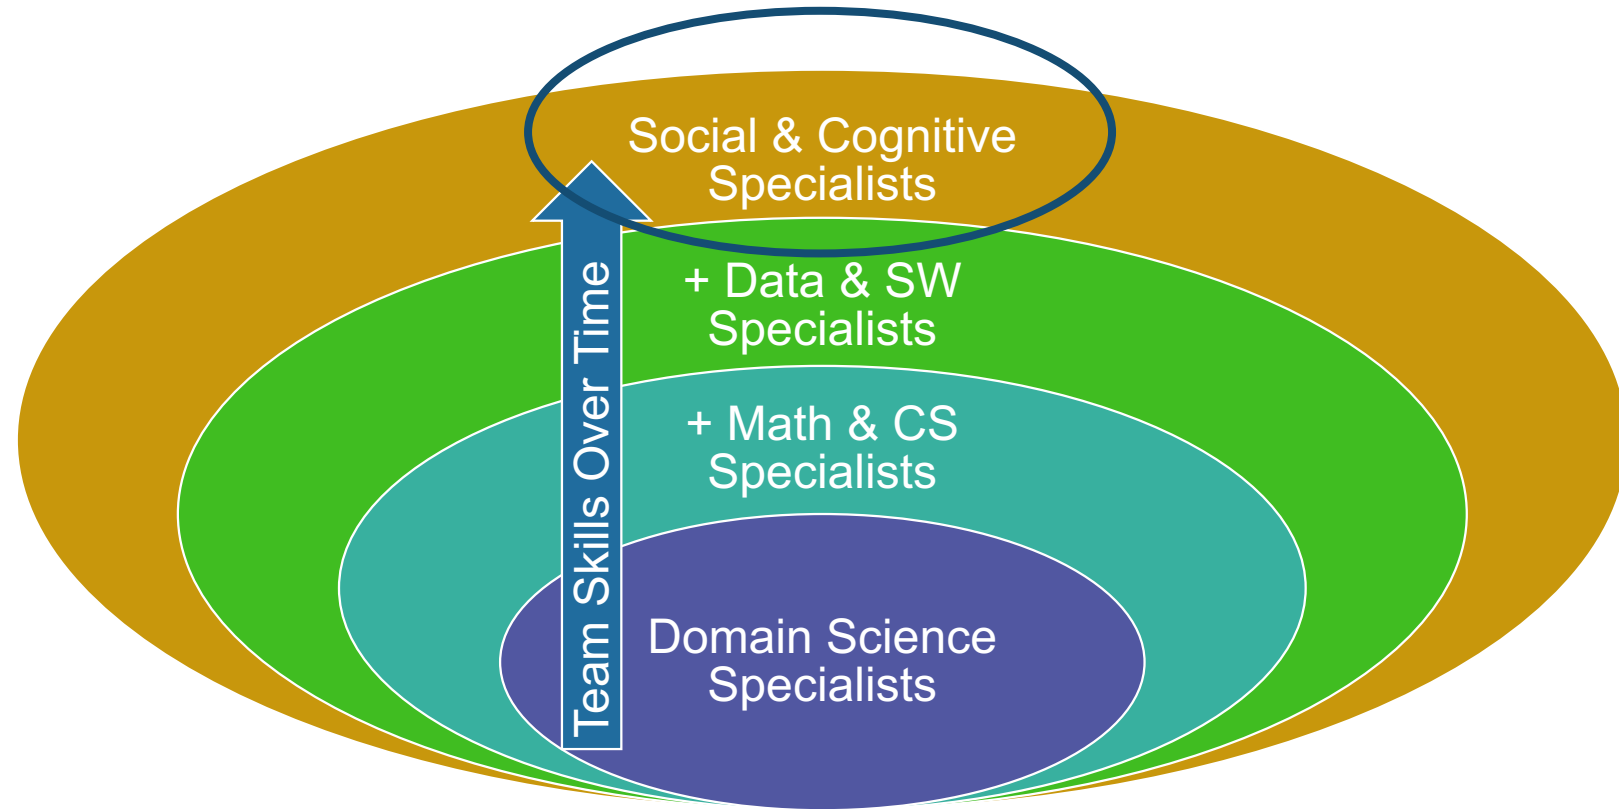 Social & Cognitive
Specialists
+ Data & SW
Specialists
+ Math & CS
Specialists
Domain Science
Specialists
Team Skills Over Time